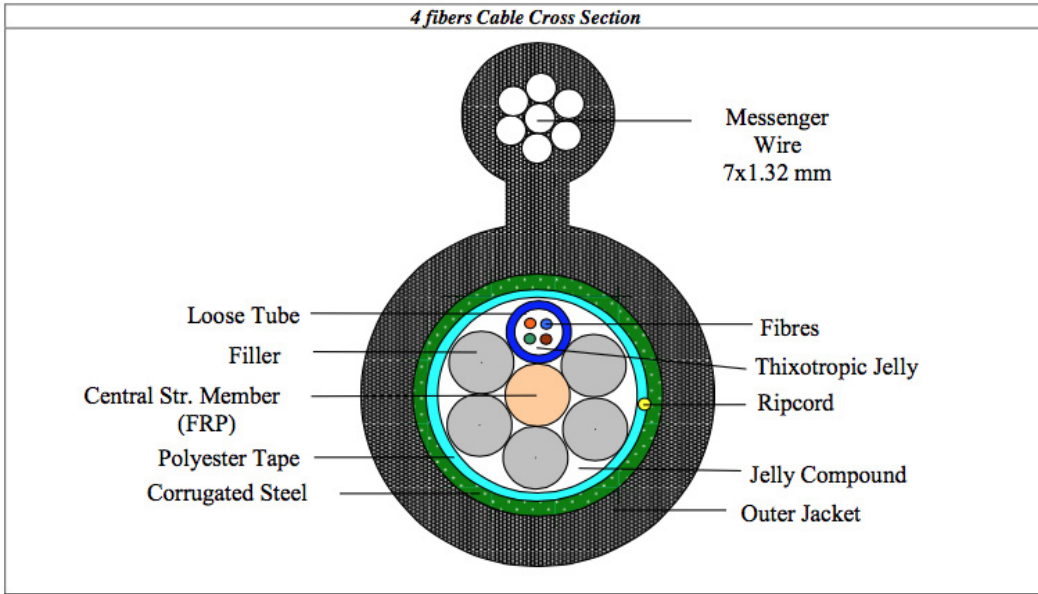 4 fibers Cable Cross Section
Messenger
Wire
7x1.32 mm
Loose Tube
Filler
Central Str. Member
(FRP)
Polyester Tape
Corrugated Steel
Fibres
Thixotropic Jelly
Ripcord
Jelly Compound
Outer Jacket